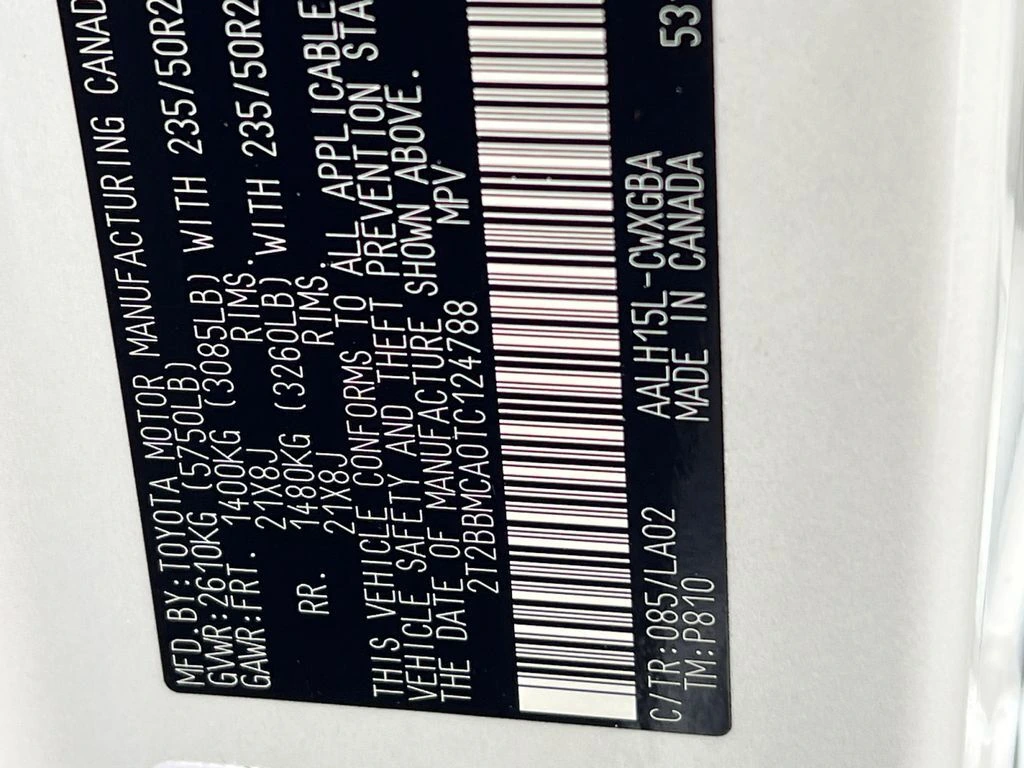 MFD.BY:TOYOTA MOTOR MANUFACTURING CANAD
GVWR:2610KG (5750LB)
GAWR:FRT. 1400KG (3085LB) WITH 235/50R2
21X8J RIMS.
RR. 1480KG (3260LB) WITH 235/50R2
21X8J RIMS.
THIS VEHICLE CONFORMS TO ALL APPLICABLE
VEHICLE SAFETY AND THEFT PREVENTION STA
THE DATE OF MANUFACTURE SHOWN ABOVE.
2T2BBMCA0TC124788 MPV
C/TR:085/LA02 AALH15L-CWXGBA 53
TM:P810 MADE IN CANADA